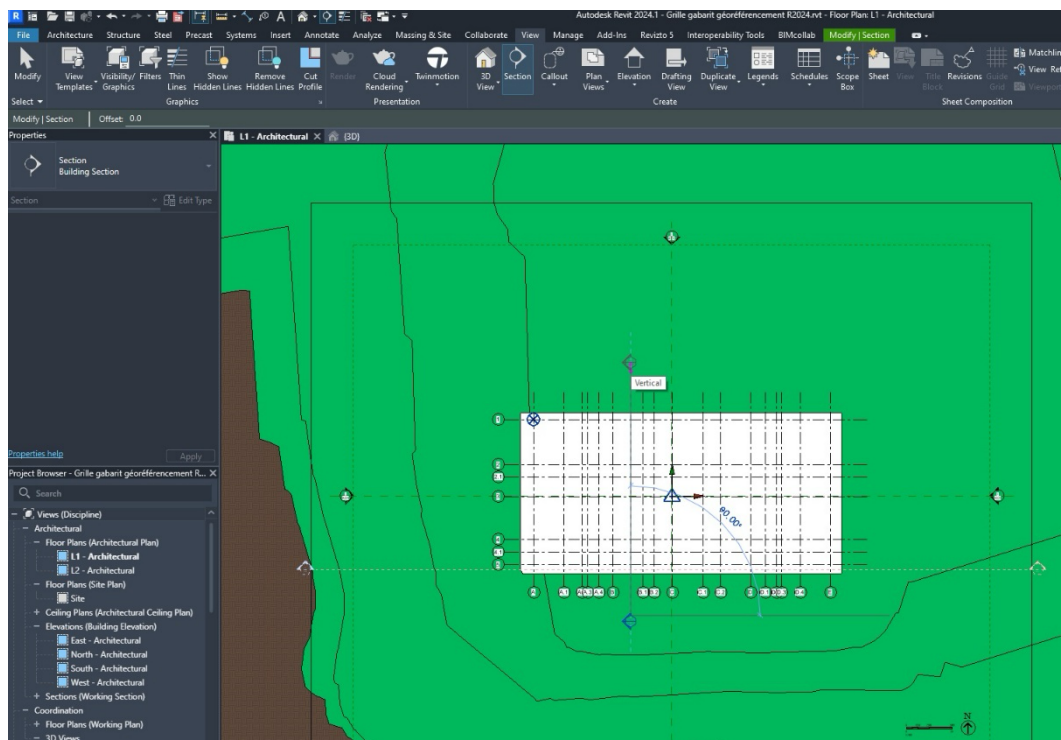 Autodesk Revit 2024.1 - Grille gabarit géoréférencement R2024.rvt - Floor Plan: L1 - Architectural
File Architecture Structure Steel Precast Systems Insert Annotate Analyze Massing & Site Collaborate View Manage Add-Ins Revizto 5 Interoperability Tools BIMcollab Modify | Section
Modify View Templates Visibility/ Graphics Filters Thin Lines Show Hidden Lines Remove Hidden Lines Cut Profile Render Cloud Rendering Twinmotion 3D View Section Callout Plan Views Elevation Drafting View Duplicate View Legends Schedules Scope Box Sheet View Title Block Revisions Guide Grid Matchline View Ref Viewport
Select Graphics Presentation Create Sheet Composition
Modify | Section Offset: 0.0
Properties X L1 - Architectural X {3D}
Section
Building Section
Section Edit Type
Vertical
90.00°
Properties help Apply
Project Browser - Grille gabarit géoréférencement R... X
Search
Views (Discipline)
Architectural
Floor Plans (Architectural Plan)
L1 - Architectural
L2 - Architectural
Floor Plans (Site Plan)
Site
Ceiling Plans (Architectural Ceiling Plan)
Elevations (Building Elevation)
East - Architectural
North - Architectural
South - Architectural
West - Architectural
Sections (Working Section)
Coordination
Floor Plans (Working Plan)
3D Views
N